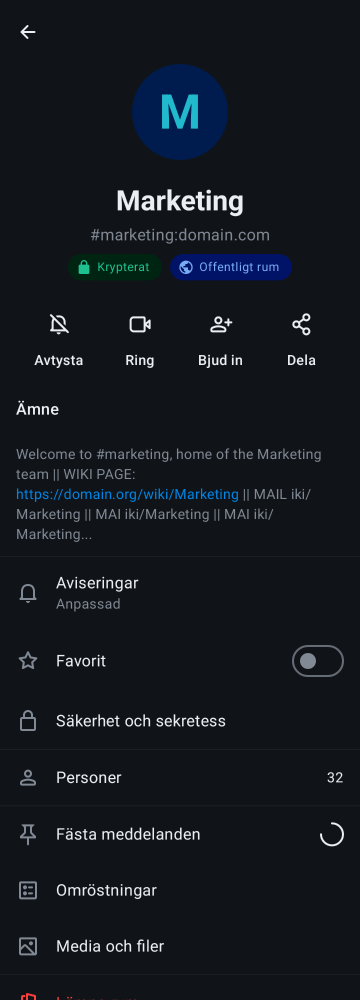 M
Marketing
#marketing:domain.com
Krypterat Offentligt rum
Avtysta Ring Bjud in Dela
Ämne
Welcome to #marketing, home of the Marketing
team || WIKI PAGE:
https://domain.org/wiki/Marketing || MAIL iki/
Marketing || MAI iki/Marketing || MAI iki/
Marketing...
Aviseringar
Anpassad
Favorit
Säkerhet och sekretess
Personer 32
Fästa meddelanden
Omröstningar
Media och filer